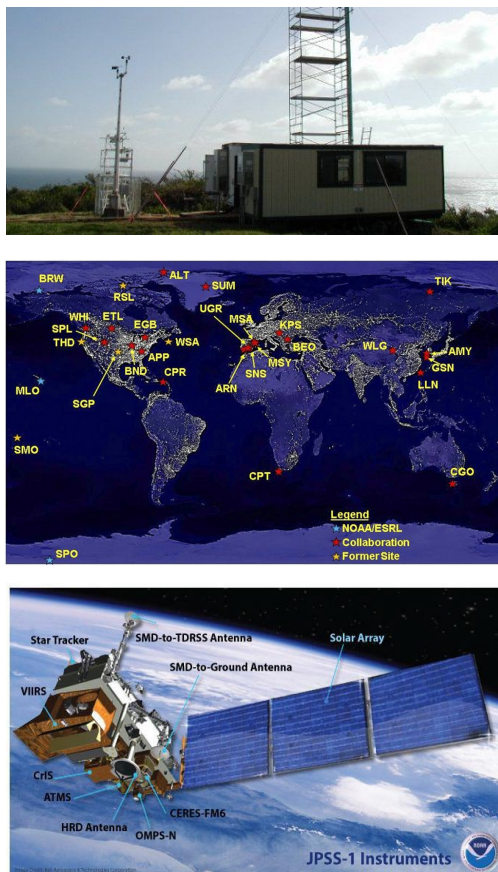 BRW
ALT
SUM
TIK
RSL
UGR
WHI
ETL
MSA
KPS
SPL
EGB
THD
WSA
BEO
WLG
AMY
APP
GSN
BND
CPR
MSY
MLO
ARN
SNS
LLN
SGP
SMO
CPT
CGO
Legend
NOAA/ESRL
Collaboration
Former Site
SPO
SMD-to-TDRSS Antenna
Solar Array
Star Tracker
SMD-to-Ground Antenna
VIIRS
CrIS
ATMS
CERES-FM6
HRD Antenna
OMPS-N
JPSS-1 Instruments
NOAA